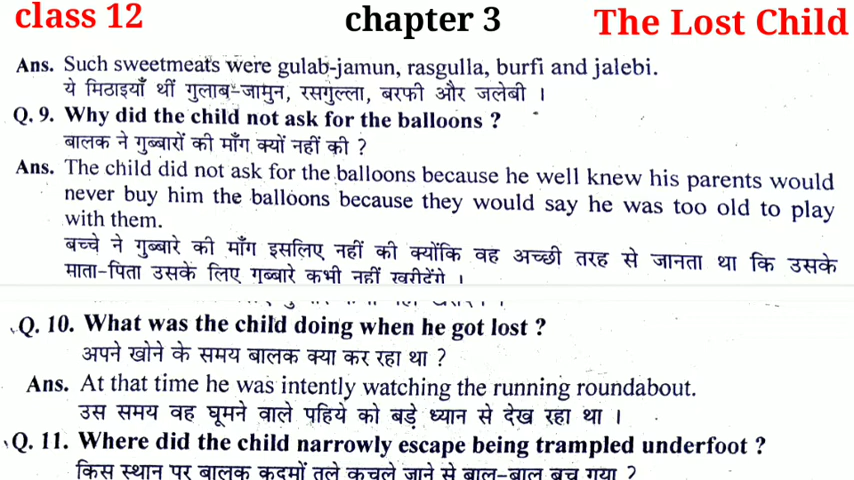 class 12 chapter 3 The Lost Child
Ans. Such sweetmeats were gulab-jamun, rasgulla, burfi and jalebi.
ये मिठाइयाँ थीं गुलाब-जामुन, रसगुल्ला, बरफी और जलेबी ।
Q. 9. Why did the child not ask for the balloons ?
बालक ने गुब्बारों की माँग क्यों नहीं की ?
Ans. The child did not ask for the balloons because he well knew his parents would
never buy him the balloons because they would say he was too old to play
with them.
बच्चे ने गुब्बारे की माँग इसलिए नहीं की क्योंकि वह अच्छी तरह से जानता था कि उसके
माता-पिता उसके लिए गुब्बारे कभी नहीं खरीदेंगे ।
Q. 10. What was the child doing when he got lost ?
अपने खोने के समय बालक क्या कर रहा था ?
Ans. At that time he was intently watching the running roundabout.
उस समय वह घूमने वाले पहिये को बड़े ध्यान से देख रहा था ।
Q. 11. Where did the child narrowly escape being trampled underfoot ?
किस स्थान पर बालक कदमों तले कुचले जाने से बाल-बाल बच गया ?